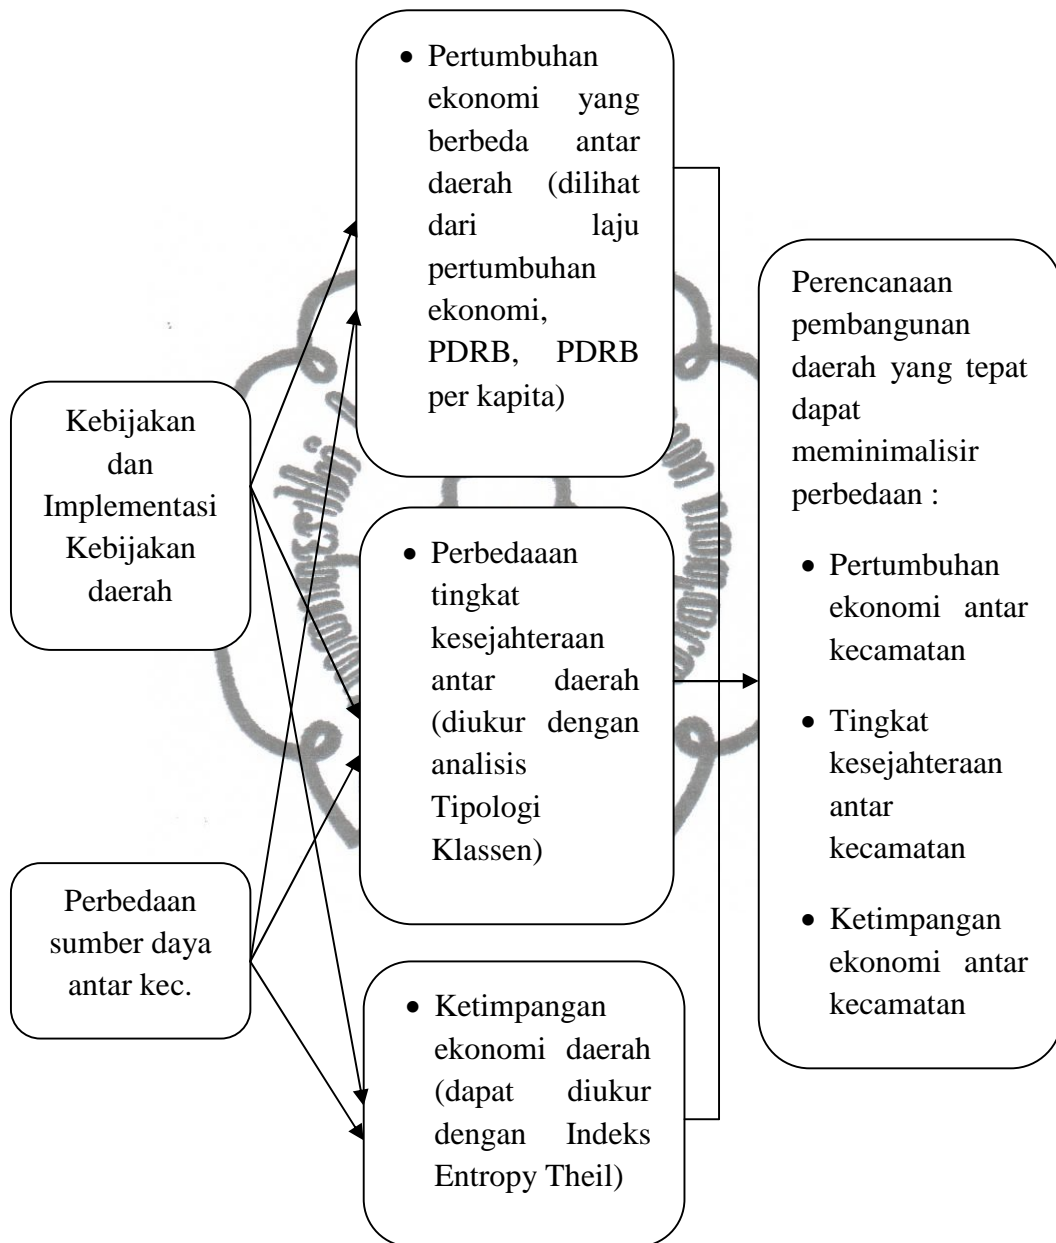 • Pertumbuhan
ekonomi yang
berbeda antar
daerah (dilihat
dari laju
pertumbuhan
ekonomi,
PDRB, PDRB
per kapita)
Kebijakan
dan
Implementasi
Kebijakan
daerah
• Perbedaaan
tingkat
kesejahteraan
antar daerah
(diukur dengan
analisis
Tipologi
Klassen)
Perbedaan
sumber daya
antar kec.
• Ketimpangan
ekonomi daerah
(dapat diukur
dengan Indeks
Entropy Theil)
Perencanaan
pembangunan
daerah yang tepat
dapat
meminimalisir
perbedaan :
• Pertumbuhan
ekonomi antar
kecamatan
• Tingkat
kesejahteraan
antar
kecamatan
• Ketimpangan
ekonomi antar
kecamatan